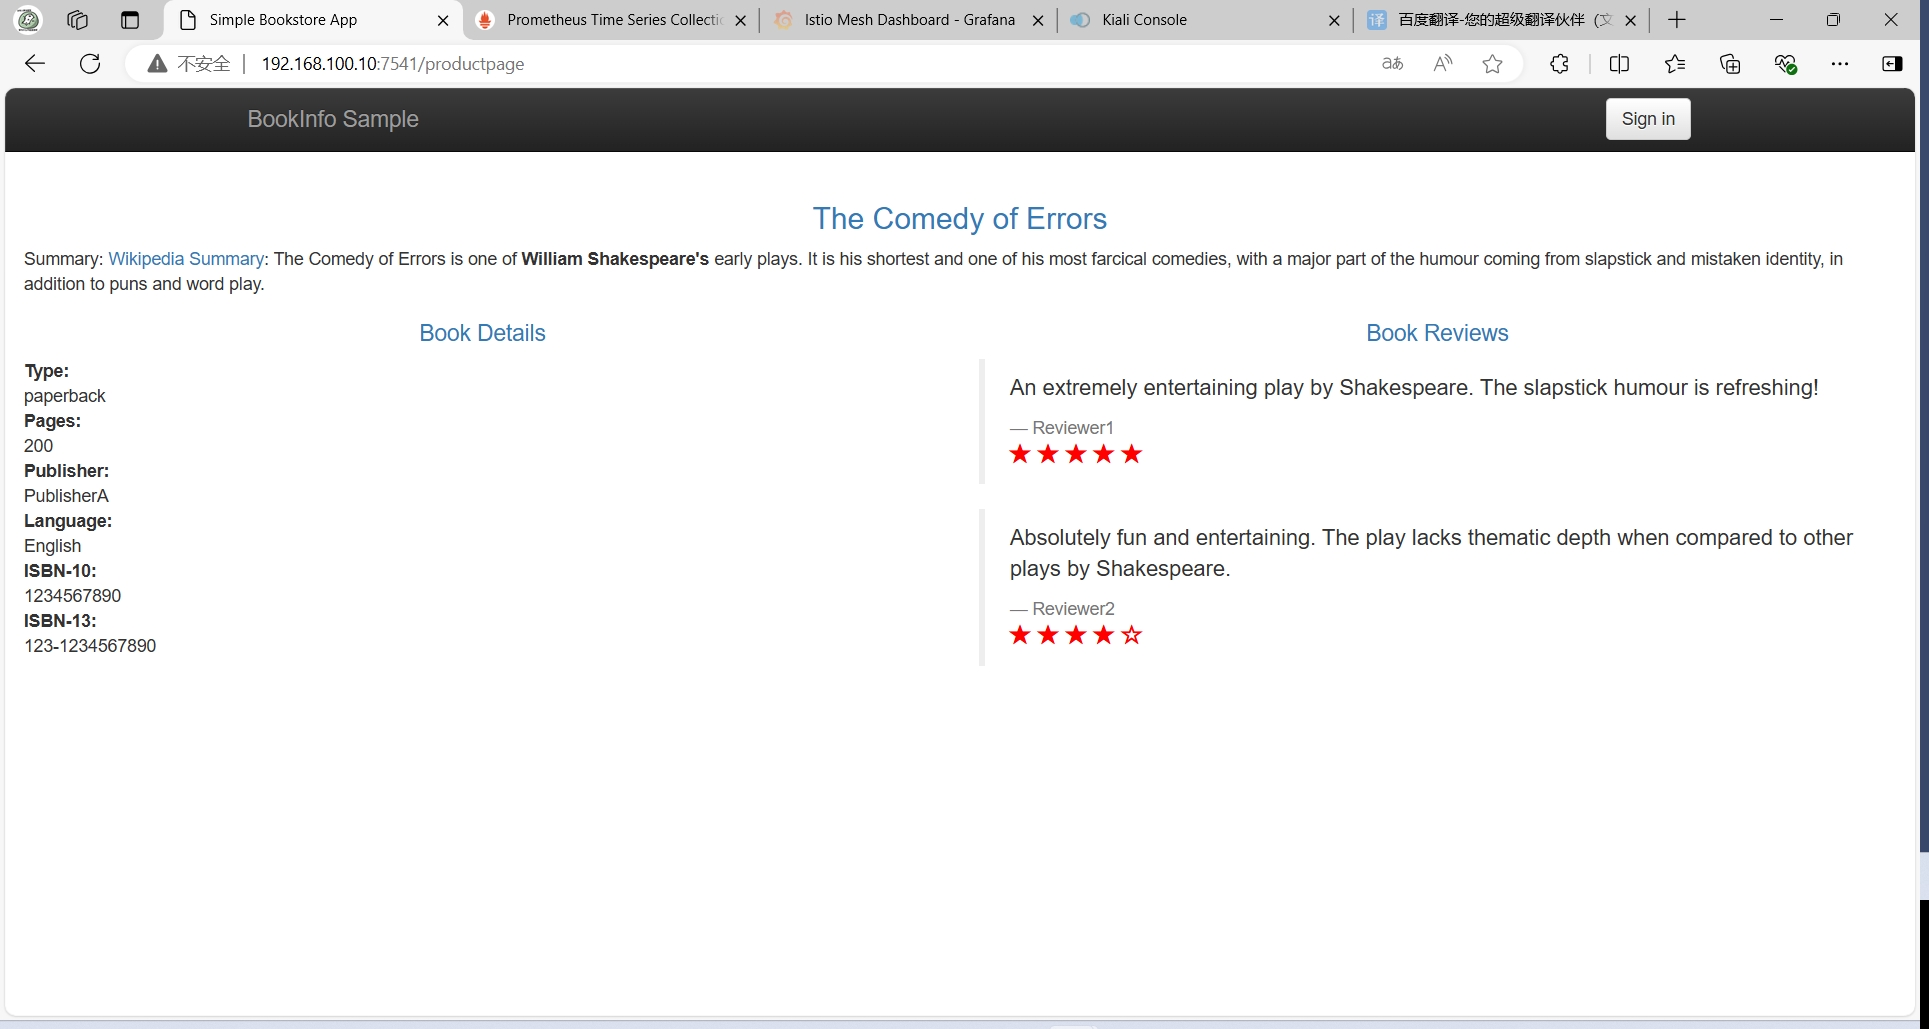 Simple Bookstore App
Prometheus Time Series Collectic
Istio Mesh Dashboard - Grafana
Kiali Console
译 百度翻译-您的超级翻译伙伴（文
不安全 | 192.168.100.10:7541/productpage
aあ
BookInfo Sample
Sign in
The Comedy of Errors
Summary: Wikipedia Summary: The Comedy of Errors is one of William Shakespeare's early plays. It is his shortest and one of his most farcical comedies, with a major part of the humour coming from slapstick and mistaken identity, in
addition to puns and word play.
Book Details
Type:
paperback
Pages:
200
Publisher:
PublisherA
Language:
English
ISBN-10:
1234567890
ISBN-13:
123-1234567890
Book Reviews
An extremely entertaining play by Shakespeare. The slapstick humour is refreshing!
— Reviewer1
★★★★★
Absolutely fun and entertaining. The play lacks thematic depth when compared to other
plays by Shakespeare.
— Reviewer2
★★★★☆